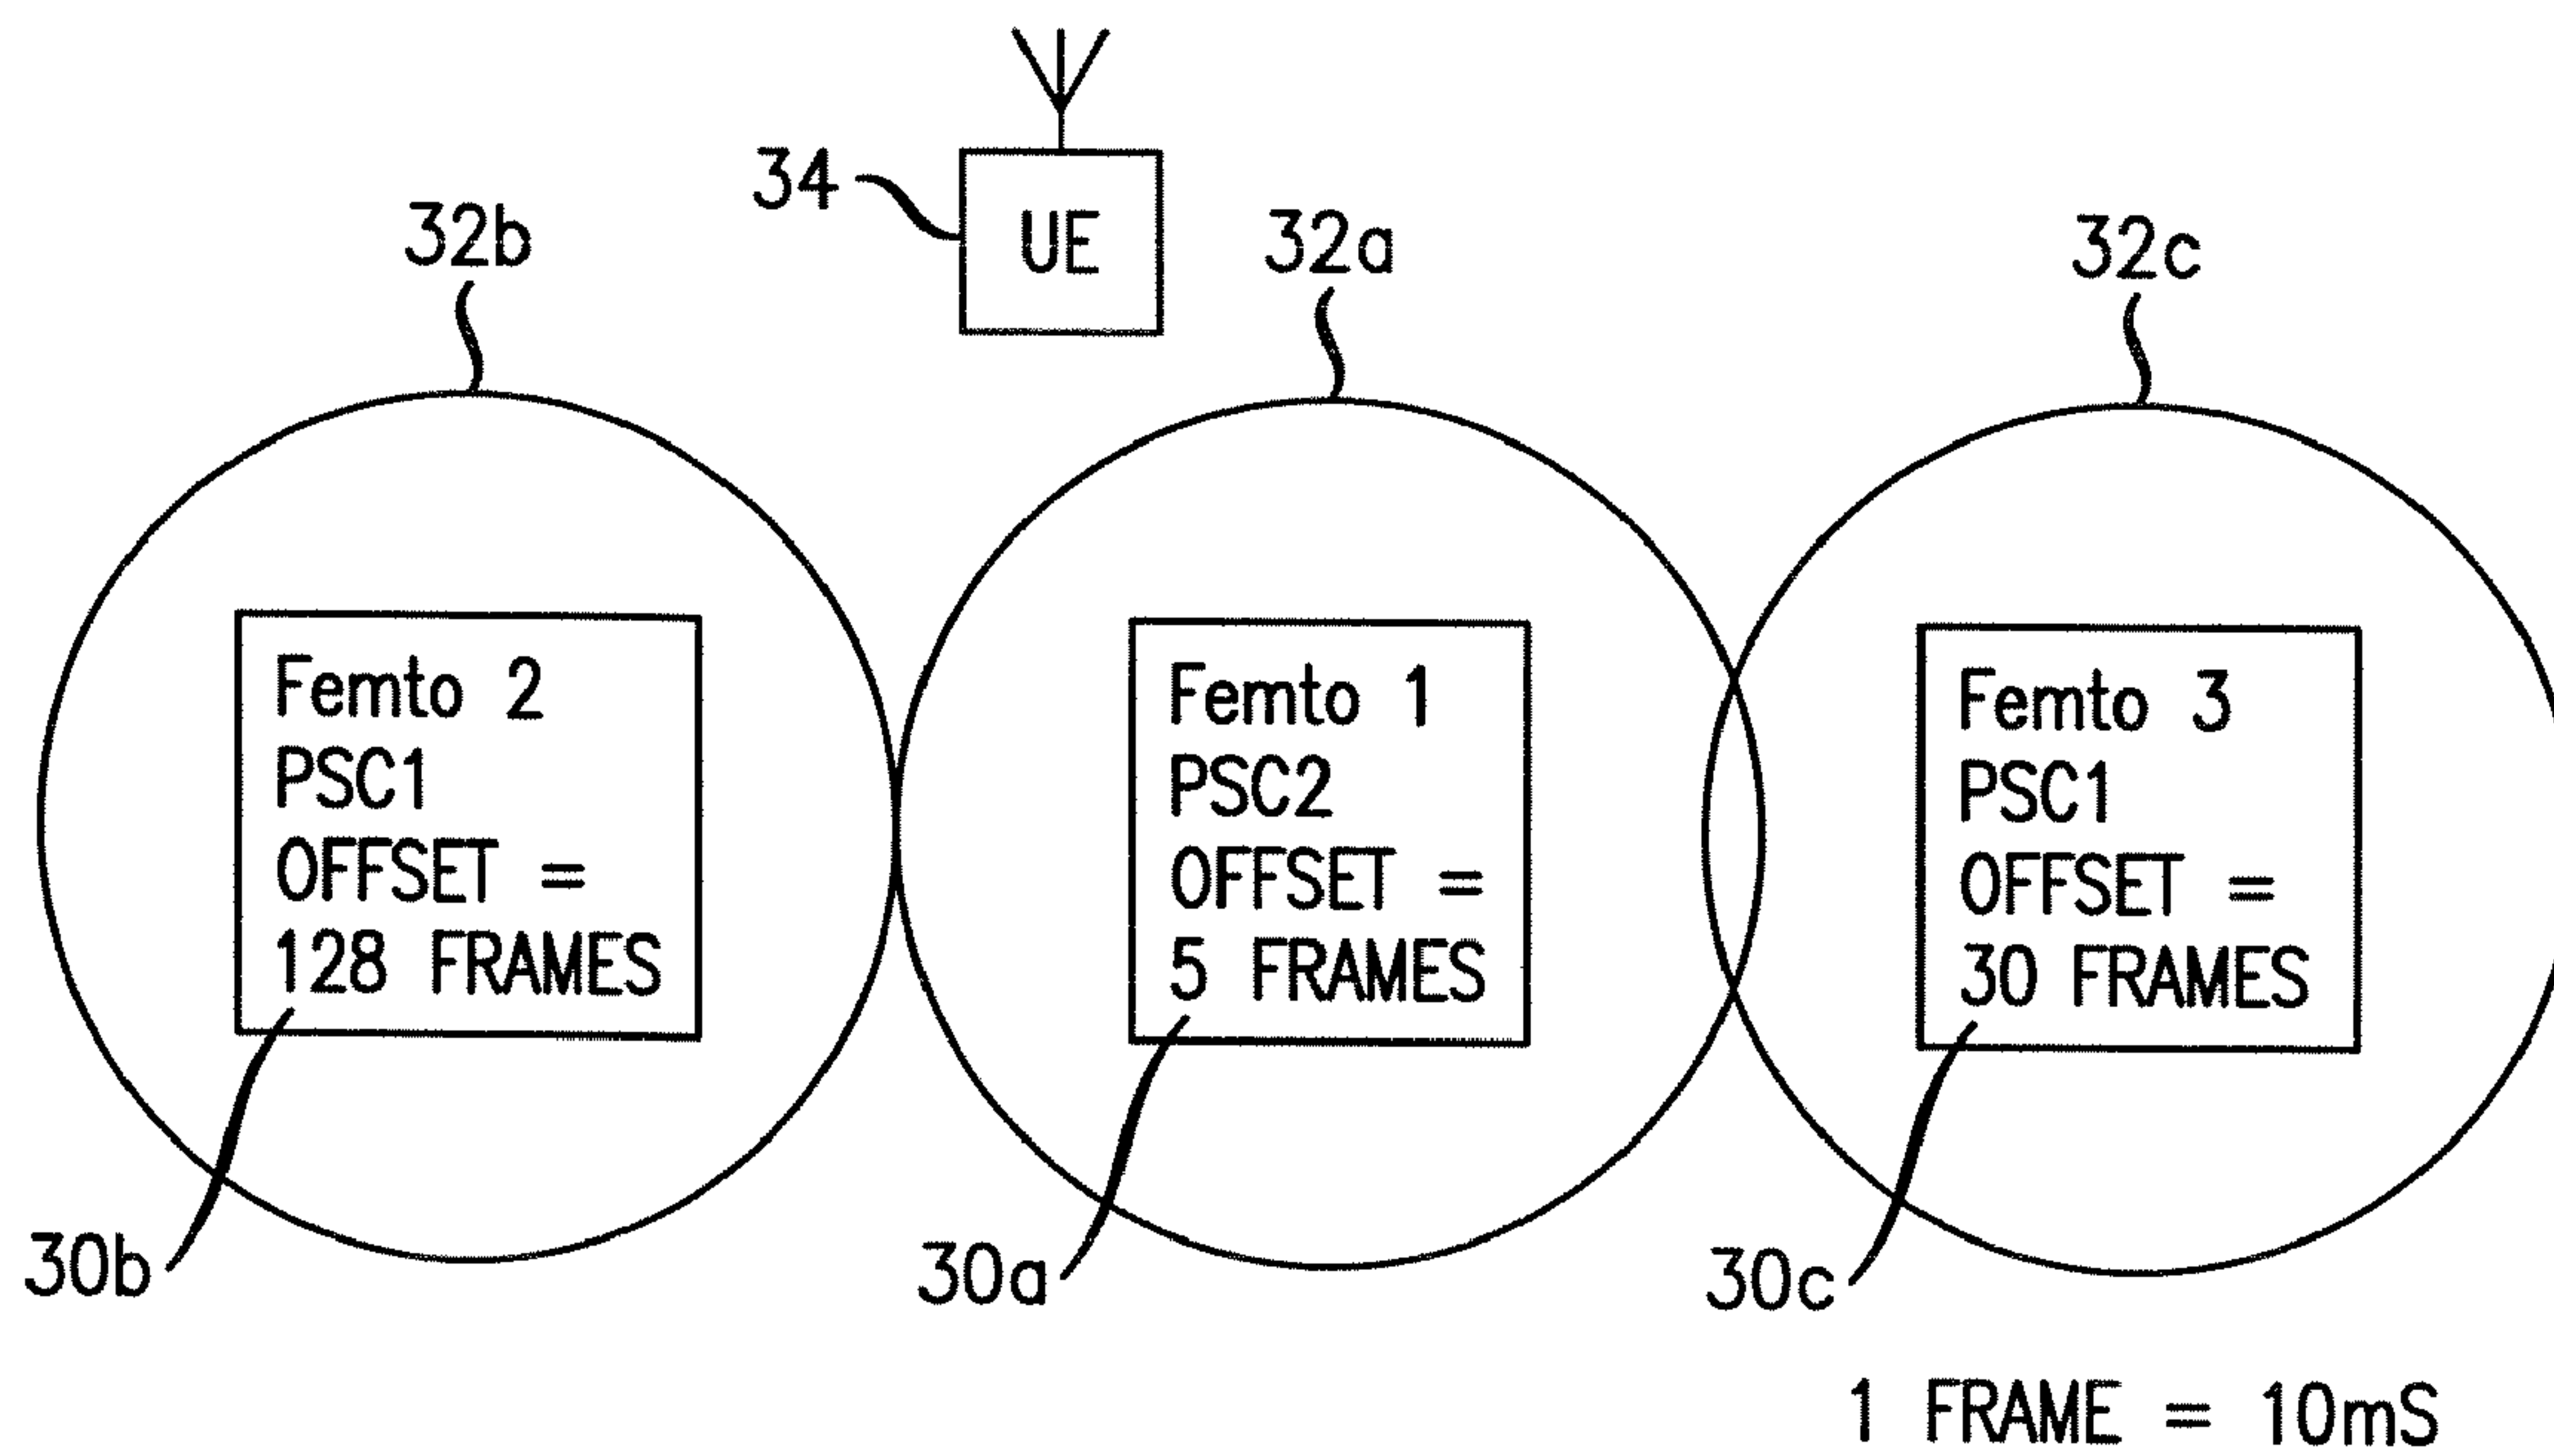 34
UE
32b
32a
32c
Femto 2
PSC1
OFFSET =
128 FRAMES
Femto 1
PSC2
OFFSET =
5 FRAMES
Femto 3
PSC1
OFFSET =
30 FRAMES
30b
30a
30c
1 FRAME = 10mS